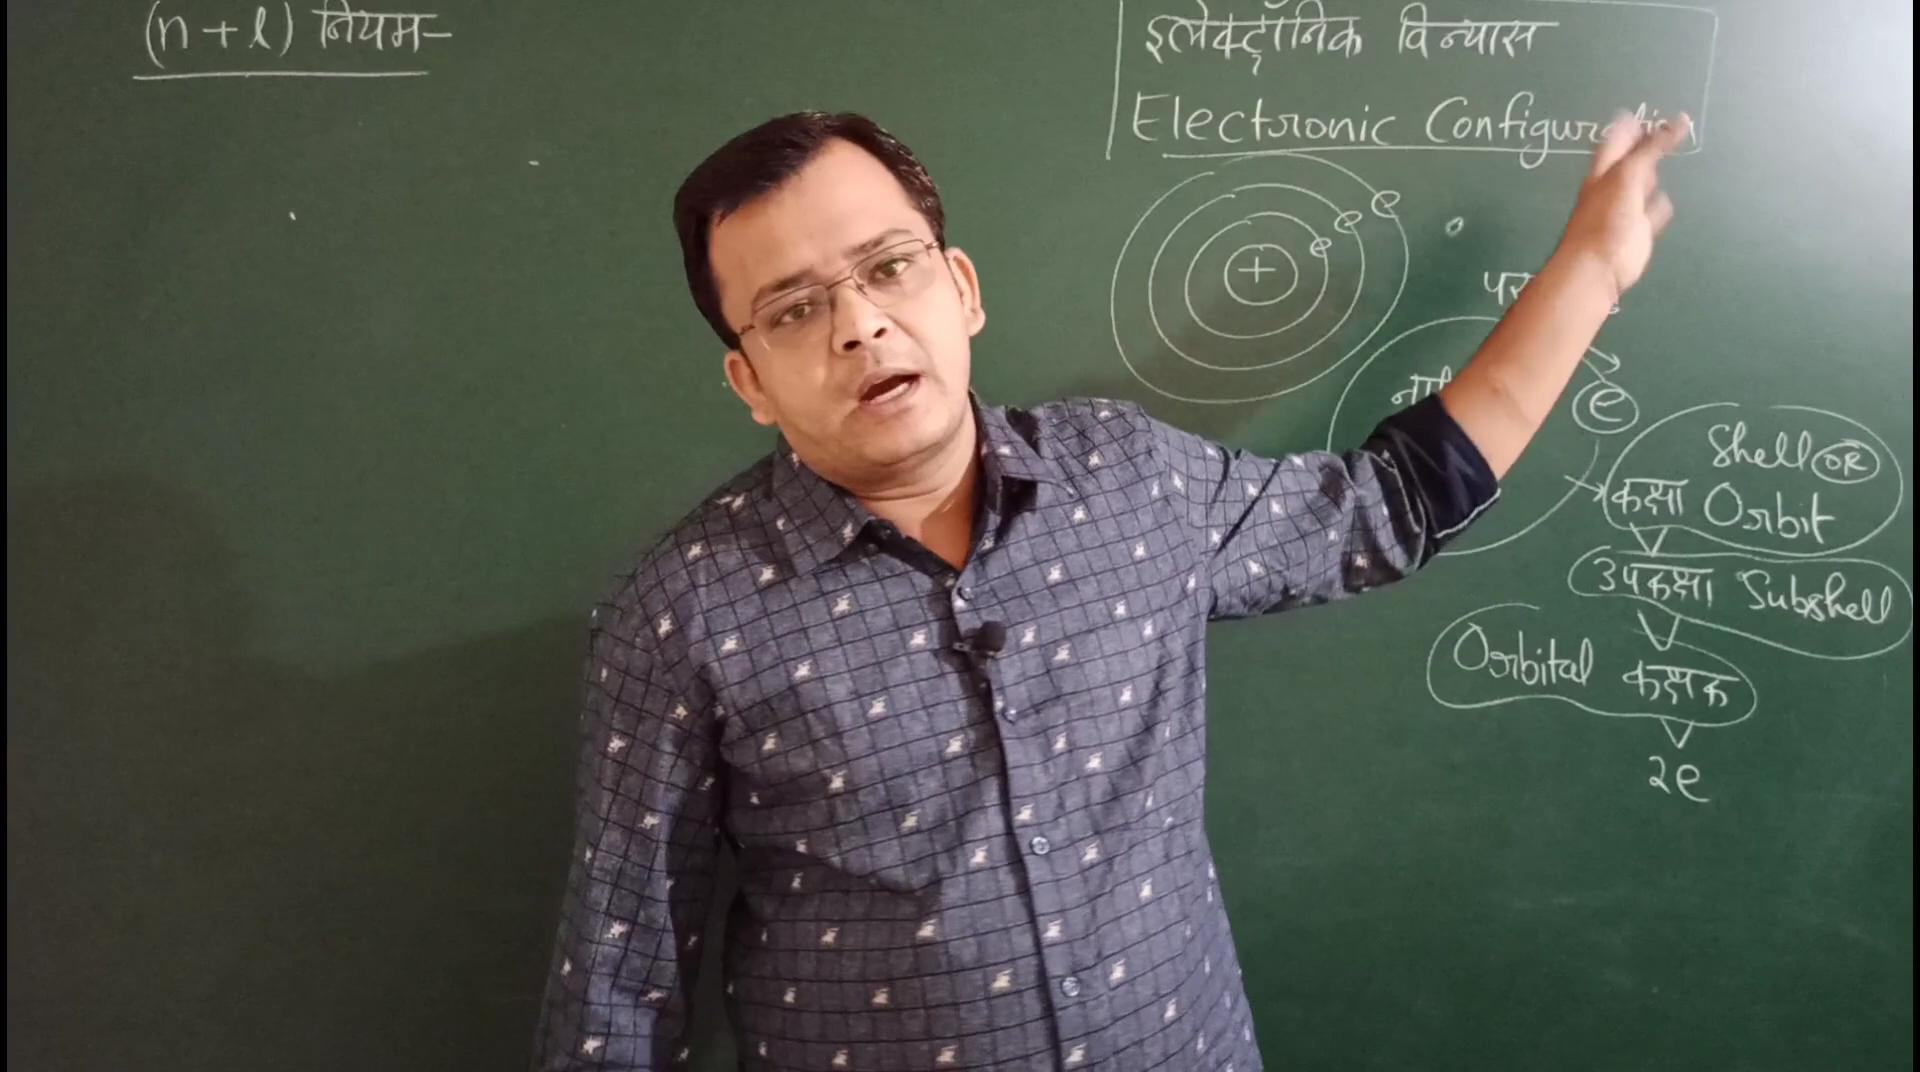 (n + l) नियम-
इलेक्ट्रॉनिक विन्यास
Electronic Configuration
+ e e e
e
Shell OR
कक्षा Orbit
उपकक्षा Subshell
Orbital कक्षक
2e